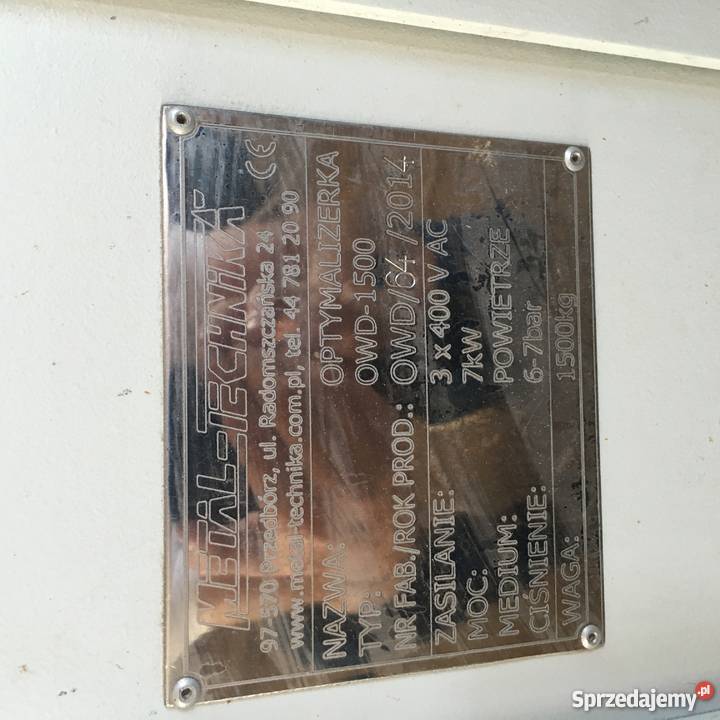 METAL-TECHNIKA
97-570 Przedbórz, ul. Radomszczańska 24 CE
www.metal-technika.com.pl, tel. 44 781 20 90
NAZWA: OPTYMALIZERKA
TYP: OWD-1500
NR FAB./ROK PROD.: OWD/64/2014
ZASILANIE: 3 x 400 V AC
MOC: 7kW
MEDIUM: POWIETRZE
CIŚNIENIE: 6-7bar
WAGA: 1500kg
Sprzedajemy.pl